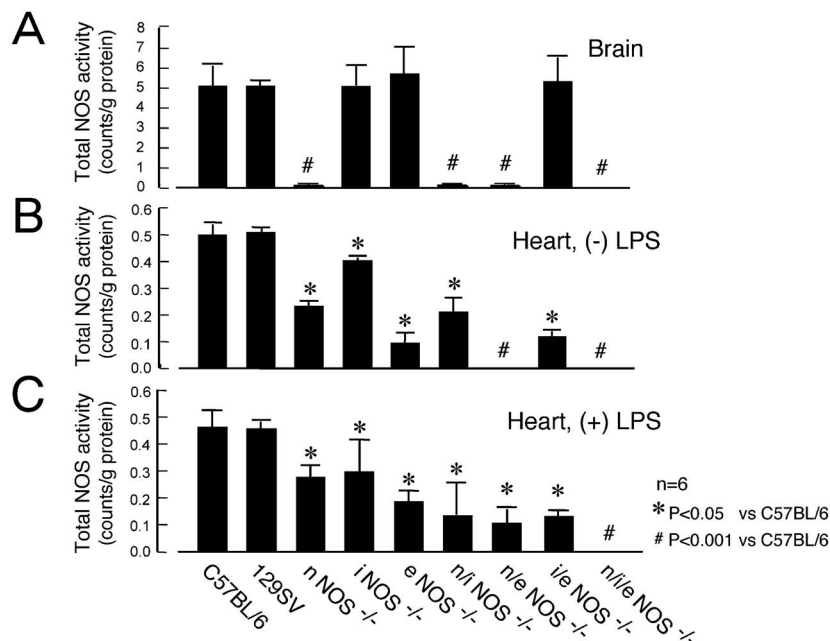 A
Total NOS activity
(counts/g protein)
8
7
6
5
4
3
2
1
0
Brain
#
#
#
#
B
Total NOS activity
(counts/g protein)
0.6
0.5
0.4
0.3
0.2
0.1
0.0
Heart, (-) LPS
*
*
*
*
#
*
#
C
Total NOS activity
(counts/g protein)
0.6
0.5
0.4
0.3
0.2
0.1
0.0
Heart, (+) LPS
*
*
*
*
*
*
#
n=6
* P<0.05 vs C57BL/6
# P<0.001 vs C57BL/6
C57BL/6
129SV
n NOS -/-
i NOS -/-
e NOS -/-
n/i NOS -/-
n/e NOS -/-
i/e NOS -/-
n/i/e NOS -/-